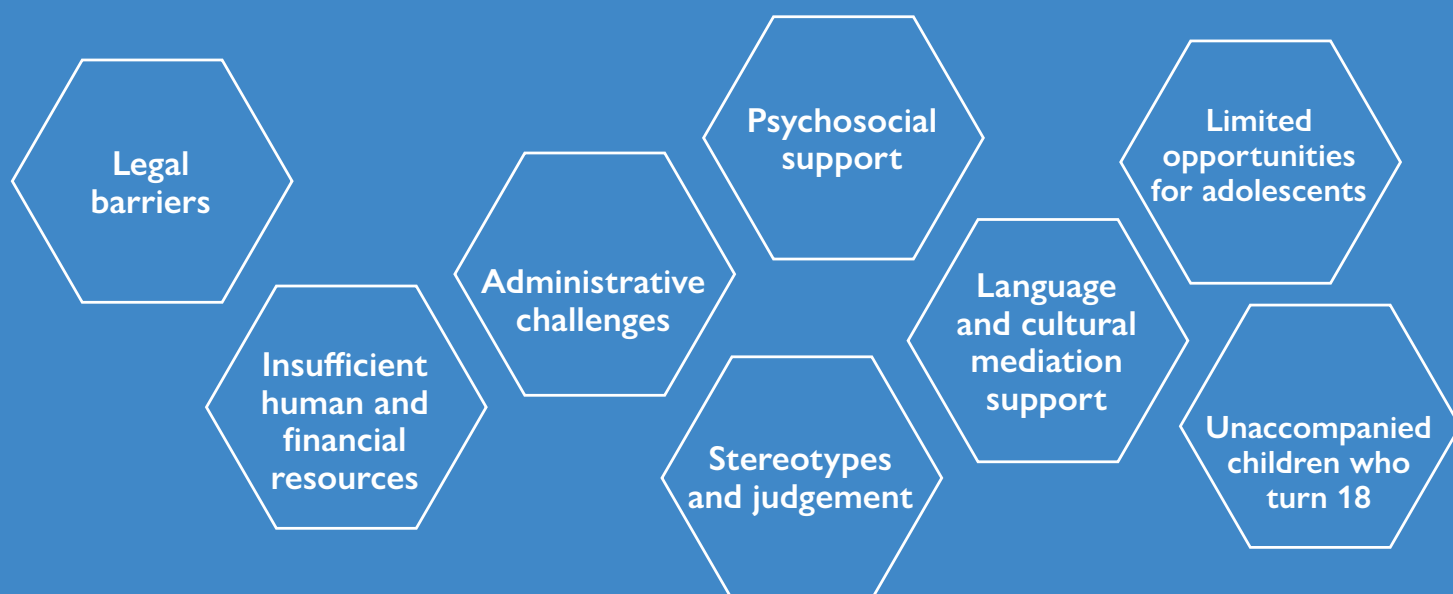 Legal
barriers
Insufficient
human and
financial
resources
Administrative
challenges
Psychosocial
support
Stereotypes
and judgement
Language
and cultural
mediation
support
Limited
opportunities
for adolescents
Unaccompanied
children who
turn 18